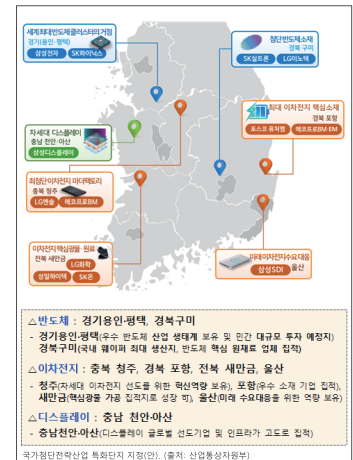 세계 최대 반도체 클러스터의 거점
경기(용인·평택)
삼성전자 SK하이닉스
첨단 반도체 소재
경북 구미
SK실트론 LG이노텍
최대 이차전지 핵심소재
경북 포항
포스코 퓨처엠 에코프로BM·EM
차세대 디스플레이
충남 천안·아산
삼성디스플레이
최첨단 이차전지 마더팩토리
충북 청주
LG엔솔 에코프로BM
이차전지 핵심광물·원료
전북 새만금
LG화학
성일하이텍 SK온
미래 이차전지 수요 대응
삼성SDI 울산
△반도체 : 경기용인·평택, 경북구미
- 경기용인·평택(우수 반도체 산업 생태계 보유 및 민간 대규모 투자 예정지)
경북구미(국내 웨이퍼 최대 생산지, 반도체 핵심 원재료 업체 집적)
△이차전지 : 충북 청주, 경북 포항, 전북 새만금, 울산
- 청주(차세대 이차전지 선도를 위한 혁신역량 보유), 포항(우수 소재 기업 집적),
새만금(핵심광물 가공 집적지로 성장 可), 울산(미래 수요대응을 위한 역량 보유)
△디스플레이 : 충남 천안·아산
- 충남천안·아산(디스플레이 글로벌 선도기업 및 인프라가 고도로 집적)
국가첨단전략산업 특화단지 지정(안). (출처: 산업통상자원부)